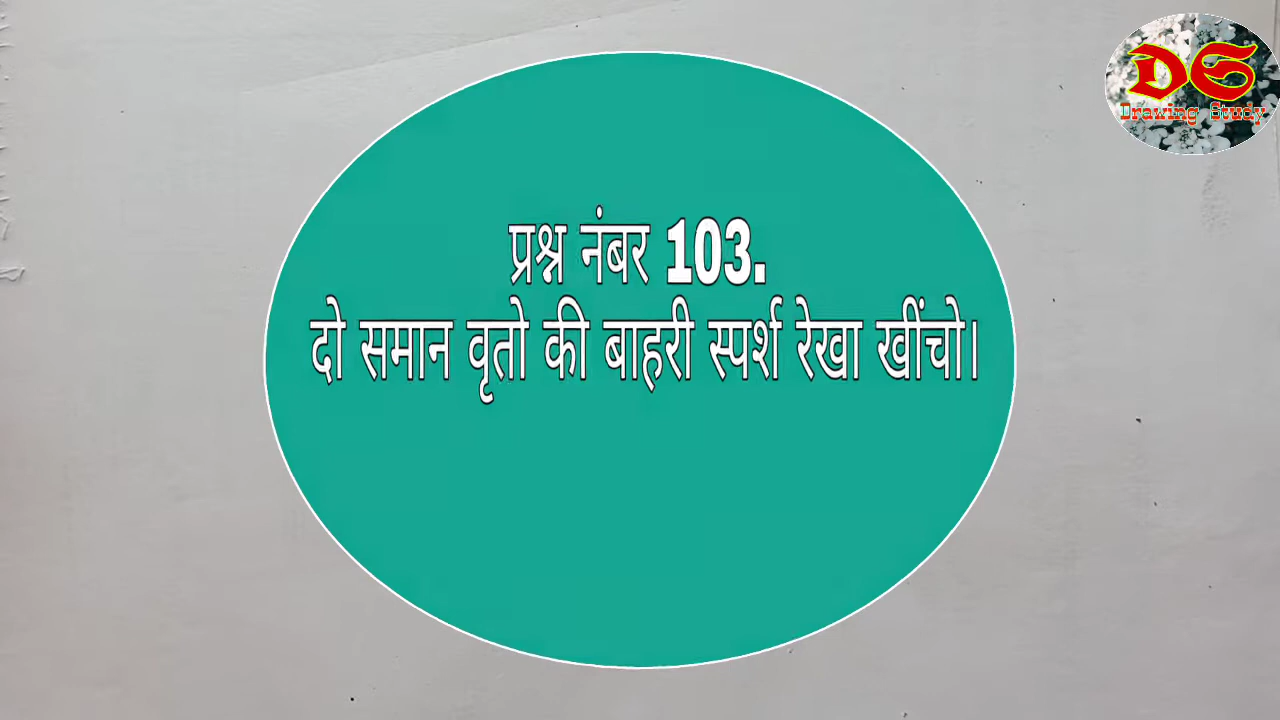 DS
Drawing Study
प्रश्न नंबर 103.
दो समान वृतो की बाहरी स्पर्श रेखा खींचो।